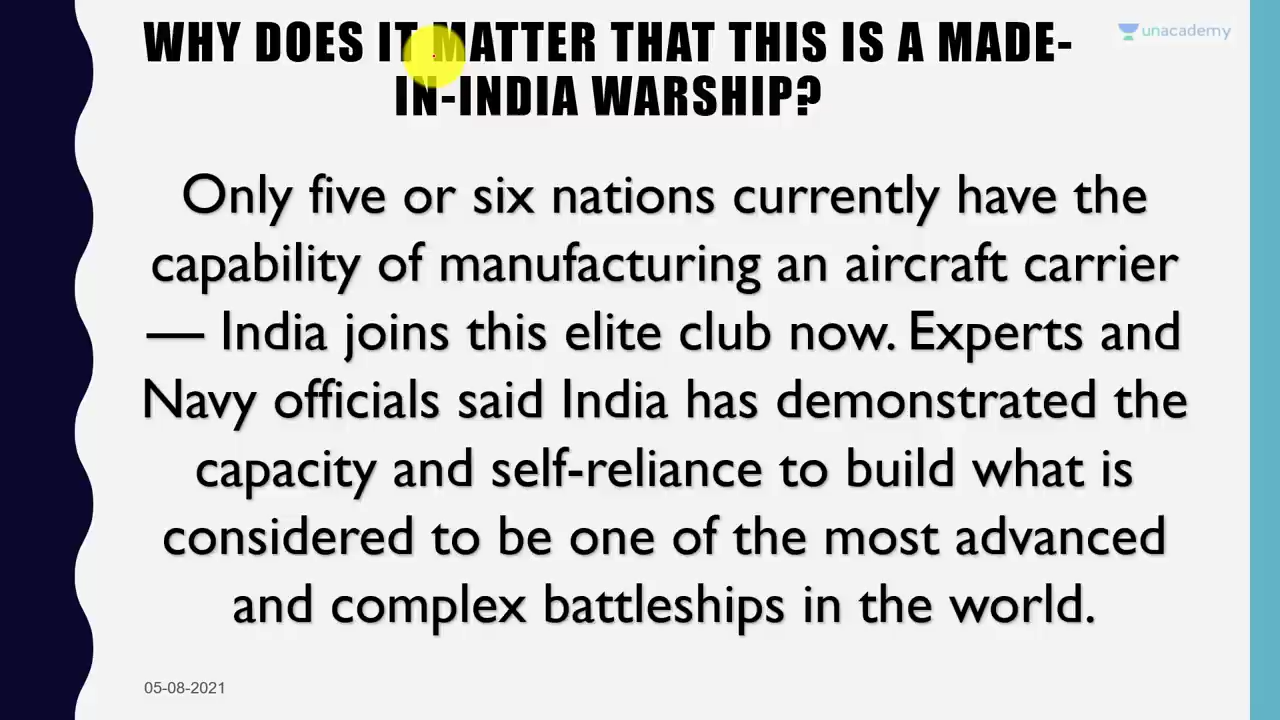 WHY DOES IT MATTER THAT THIS IS A MADE-
IN-INDIA WARSHIP?
unacademy
Only five or six nations currently have the
capability of manufacturing an aircraft carrier
— India joins this elite club now. Experts and
Navy officials said India has demonstrated the
capacity and self-reliance to build what is
considered to be one of the most advanced
and complex battleships in the world.
05-08-2021